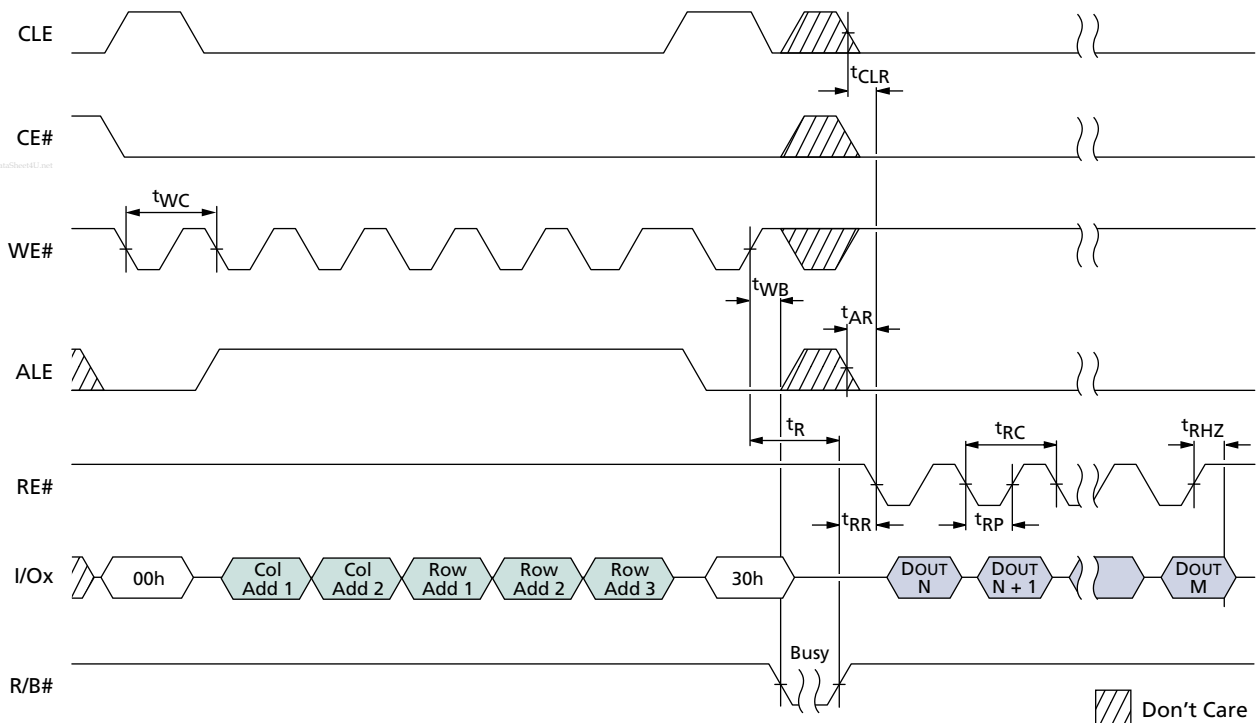 CLE
tCLR
CE#
ataSheet4U.net
tWC
WE#
tWB
tAR
ALE
tR
tRC
tRHZ
RE#
tRR
tRP
I/Ox
00h
Col
Add 1
Col
Add 2
Row
Add 1
Row
Add 2
Row
Add 3
30h
DOUT
N
DOUT
N + 1
DOUT
M
Busy
R/B#
Don't Care